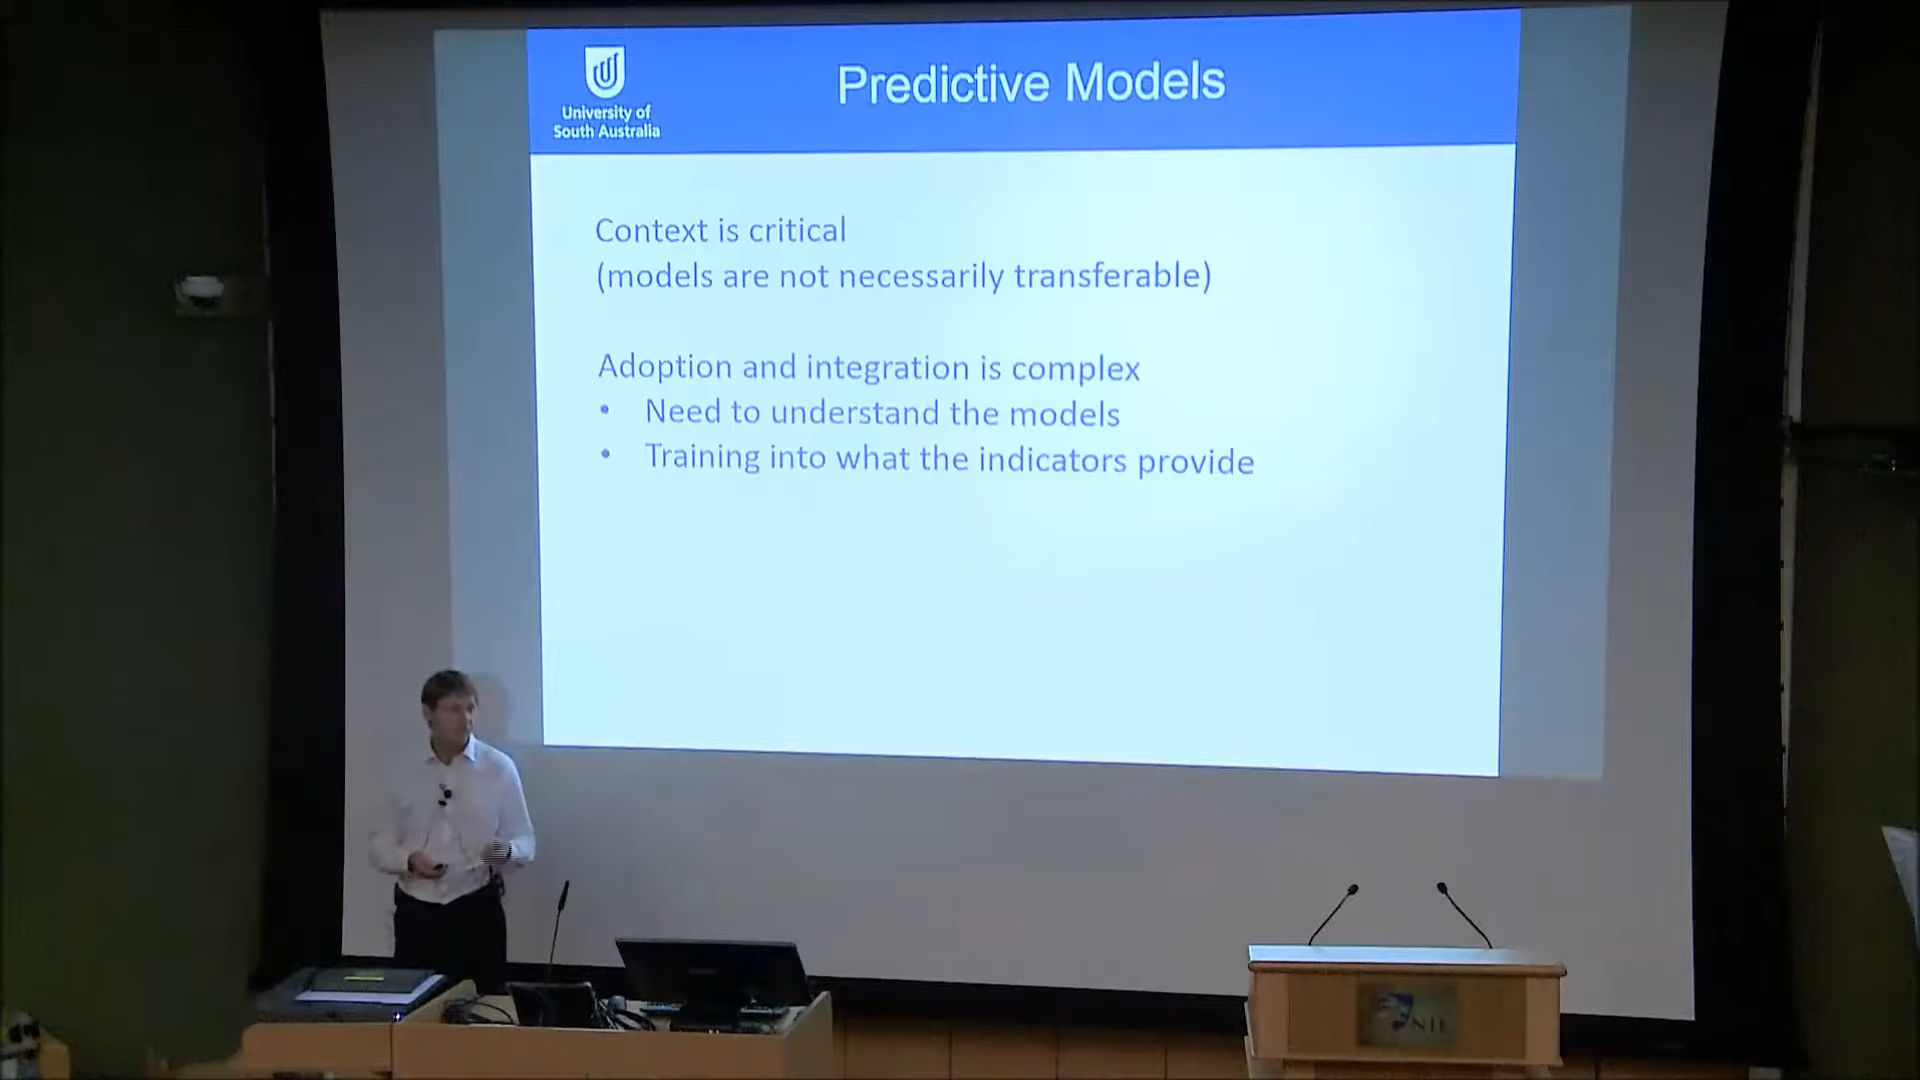 University of
South Australia
Predictive Models
Context is critical
(models are not necessarily transferable)
Adoption and integration is complex
• Need to understand the models
• Training into what the indicators provide
NIE